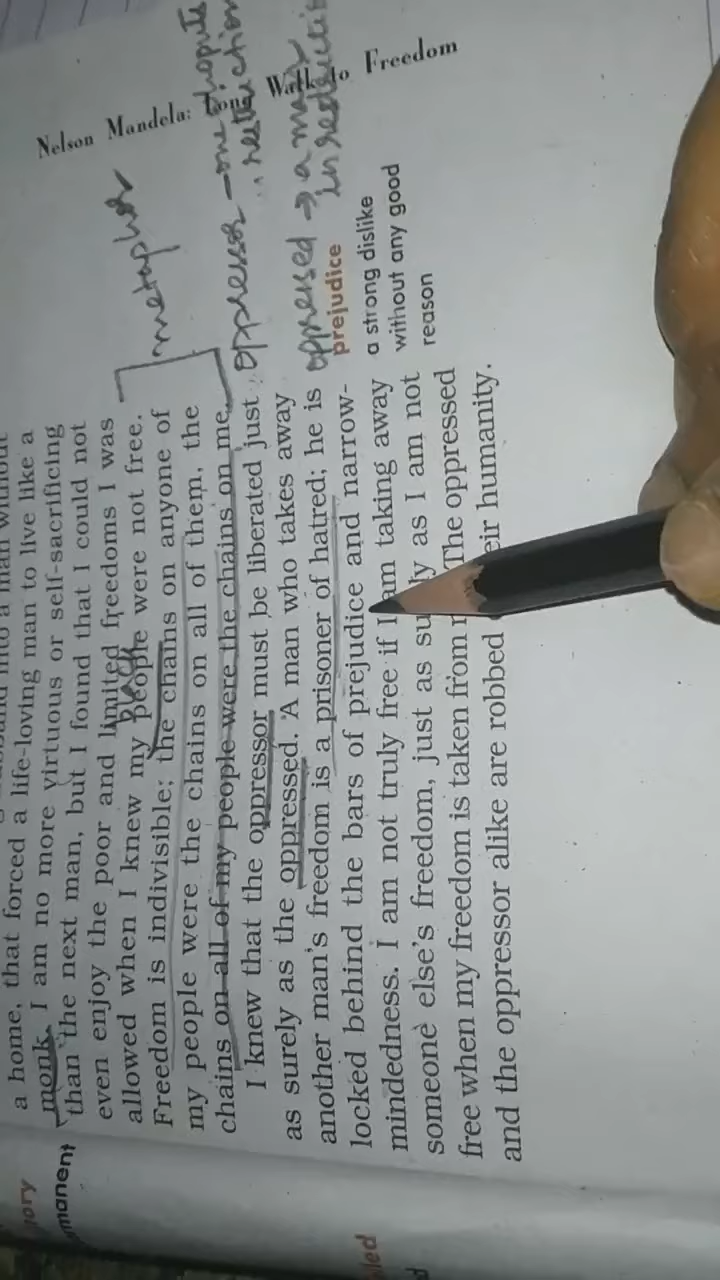 Nelson Mandela: Long Walk to Freedom
a home, that forced a life-loving man to live like a
monk. I am no more virtuous or self-sacrificing
than the next man, but I found that I could not
even enjoy the poor and limited freedoms I was
allowed when I knew my people were not free.
black
Freedom is indivisible; the chains on anyone of
my people were the chains on all of them, the
chains on all of my people were the chains on me.
I knew that the oppressor must be liberated just
as surely as the oppressed. A man who takes away
another man's freedom is a prisoner of hatred; he is
locked behind the bars of prejudice and narrow-
mindedness. I am not truly free if I am taking away
someone else's freedom, just as as I am not
free when my freedom is taken from The oppressed
and the oppressor alike are robbed humanity.
metaphor
oppressor - one
oppressed → a man
prejudice
a strong dislike
without any good
reason